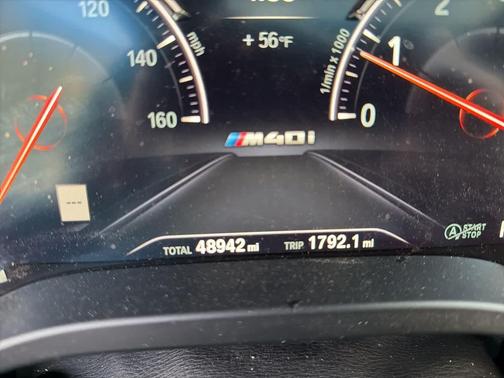 120
140
160
mph
+56°F
1/min x 1000
2
1
0
M40i
---
TOTAL 48942 mi TRIP 1792.1 mi
A START
STOP